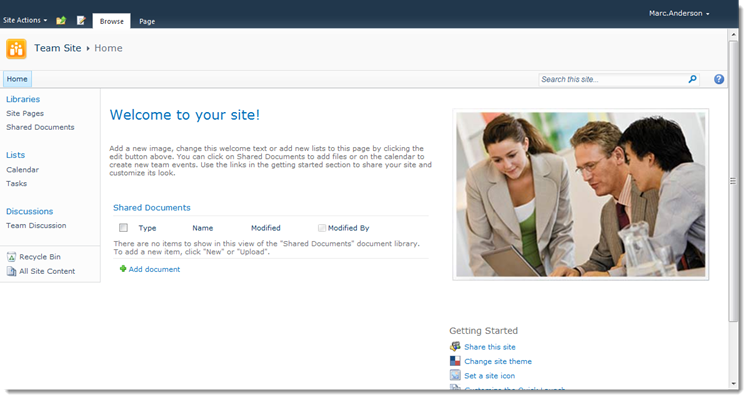 Site Actions
Browse
Page
Marc.Anderson
Team Site
Home
Home
Search this site...
Libraries
Site Pages
Shared Documents
Lists
Calendar
Tasks
Discussions
Team Discussion
Recycle Bin
All Site Content
Welcome to your site!
Add a new image, change this welcome text or add new lists to this page by clicking the
edit button above. You can click on Shared Documents to add files or on the calendar to
create new team events. Use the links in the getting started section to share your site and
customize its look.
Shared Documents
Type Name Modified Modified By
There are no items to show in this view of the "Shared Documents" document library.
To add a new item, click "New" or "Upload".
Add document
Getting Started
Share this site
Change site theme
Set a site icon
Customize the Quick Launch